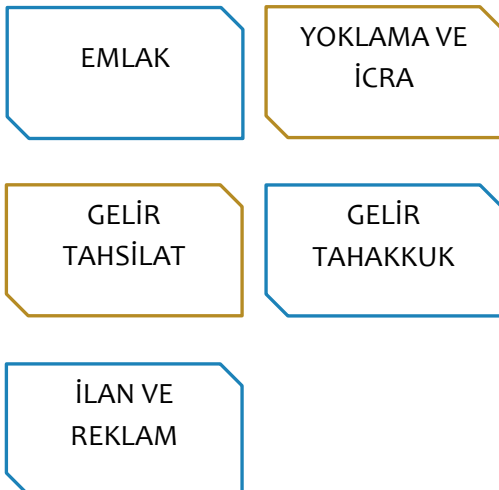 EMLAK
YOKLAMA VE
İCRA
GELİR
TAHSİLAT
GELİR
TAHAKKUK
İLAN VE
REKLAM